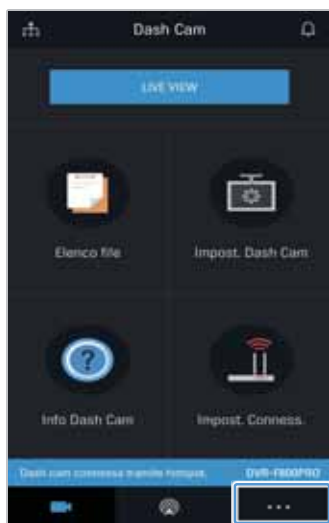 Dash Cam
LIVE VIEW
Elenco file
Impost. Dash Cam
Info Dash Cam
Impost. Conness.
Dash cam connessa tramite hotspot.
DVR-F800PRO